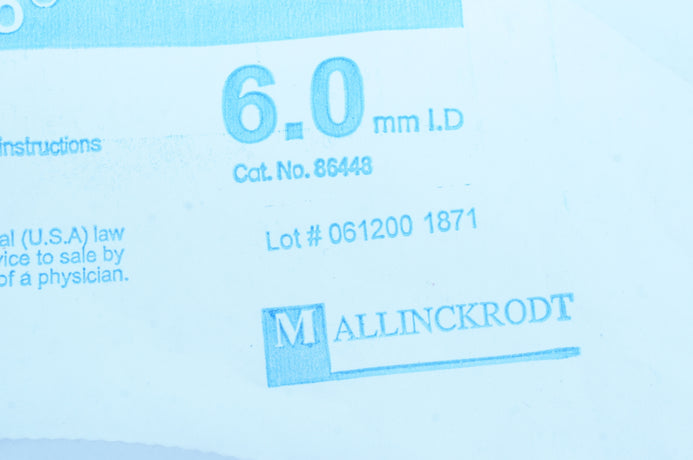 6.0 mm I.D
instructions
Cat. No. 86448
Lot # 061200 1871
al (U.S.A) law
vice to sale by
of a physician.
MALLINCKRODT